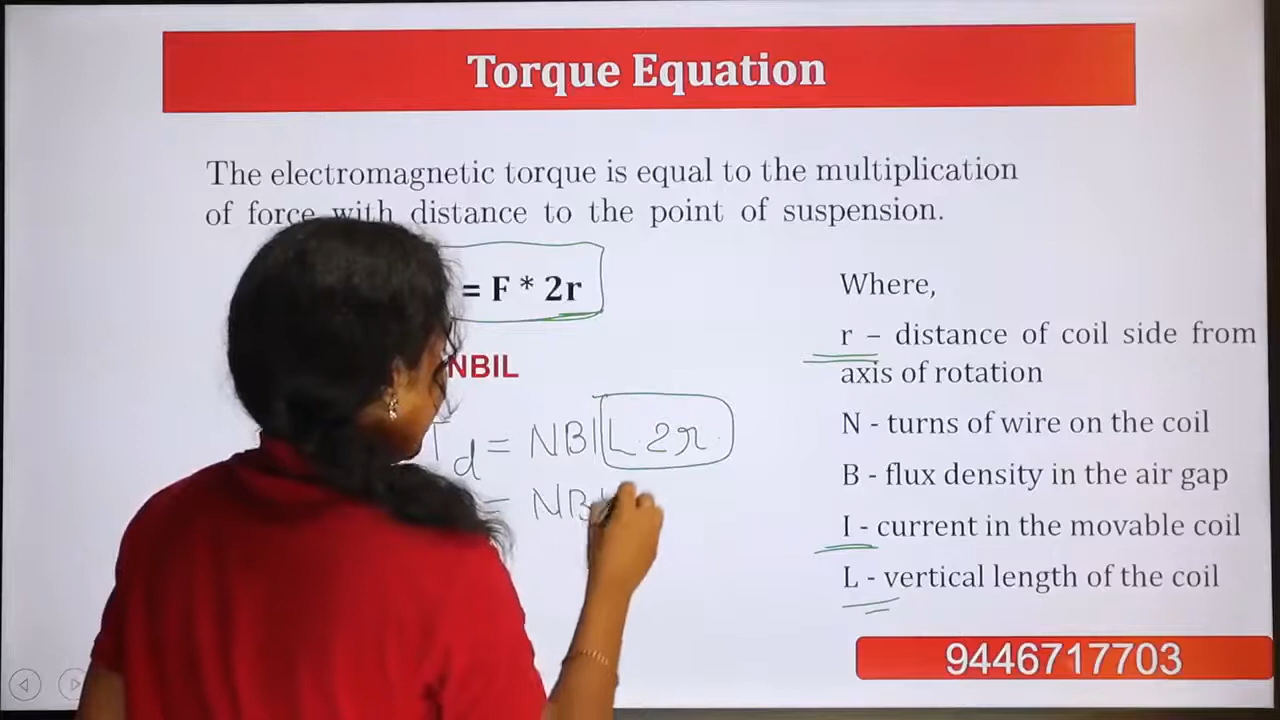 Torque Equation
The electromagnetic torque is equal to the multiplication
of force with distance to the point of suspension.
= F * 2r
NBIL
T_d = NBIL.2r
= NB
Where,
r – distance of coil side from
axis of rotation
N - turns of wire on the coil
B - flux density in the air gap
I - current in the movable coil
L - vertical length of the coil
9446717703